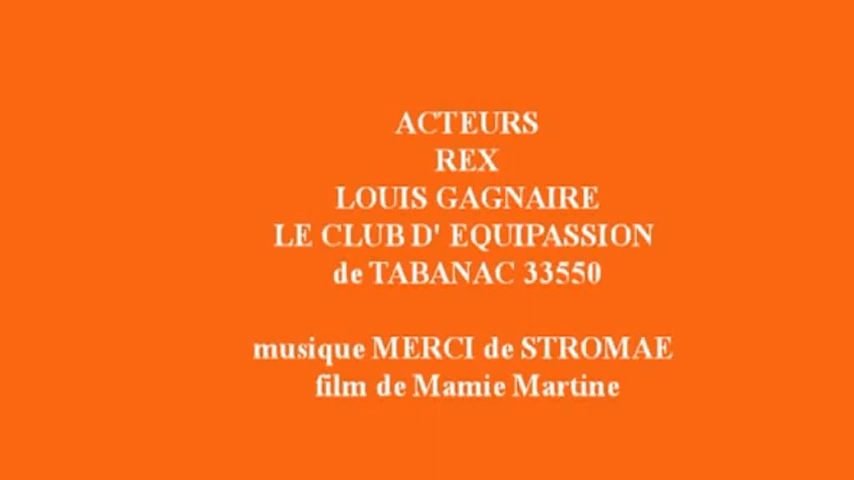 ACTEURS
REX
LOUIS GAGNAIRE
LE CLUB D' EQUIPASSION
de TABANAC 33550
musique MERCI de STROMAE
film de Mamie Martine